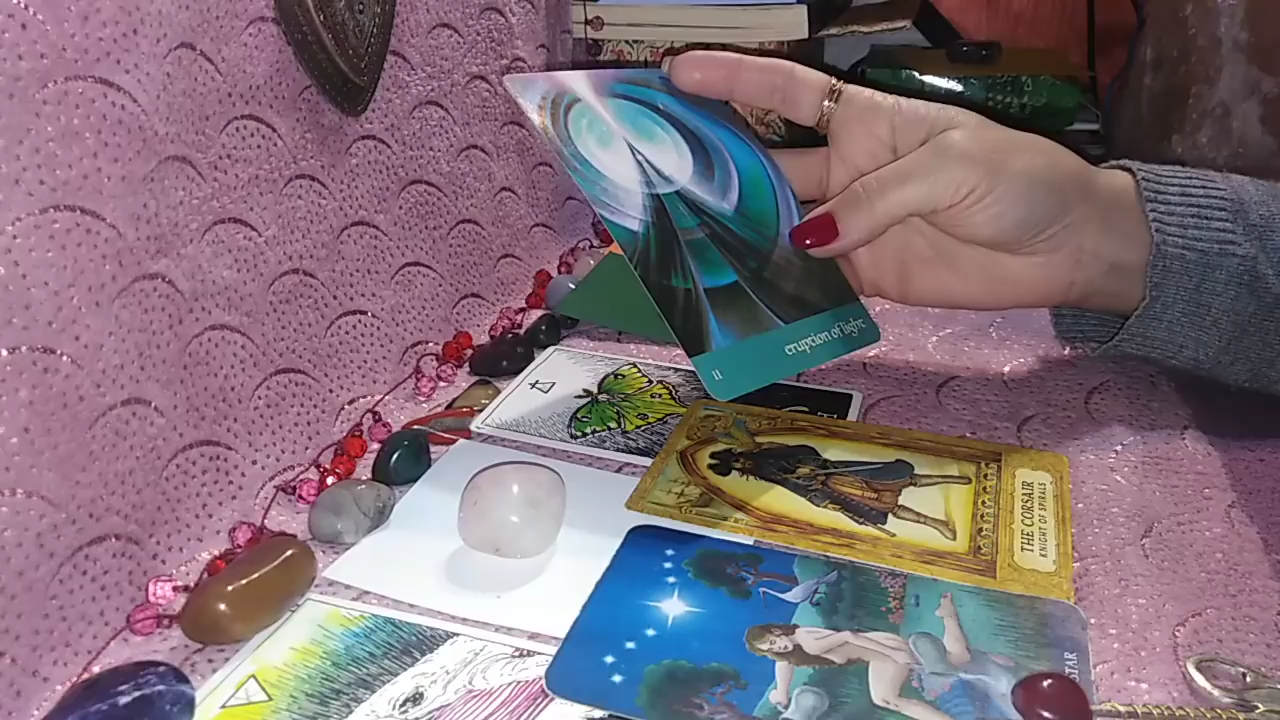 11
eruption of light
THE CORSAIR
KNIGHT OF SPIRALS
STAR